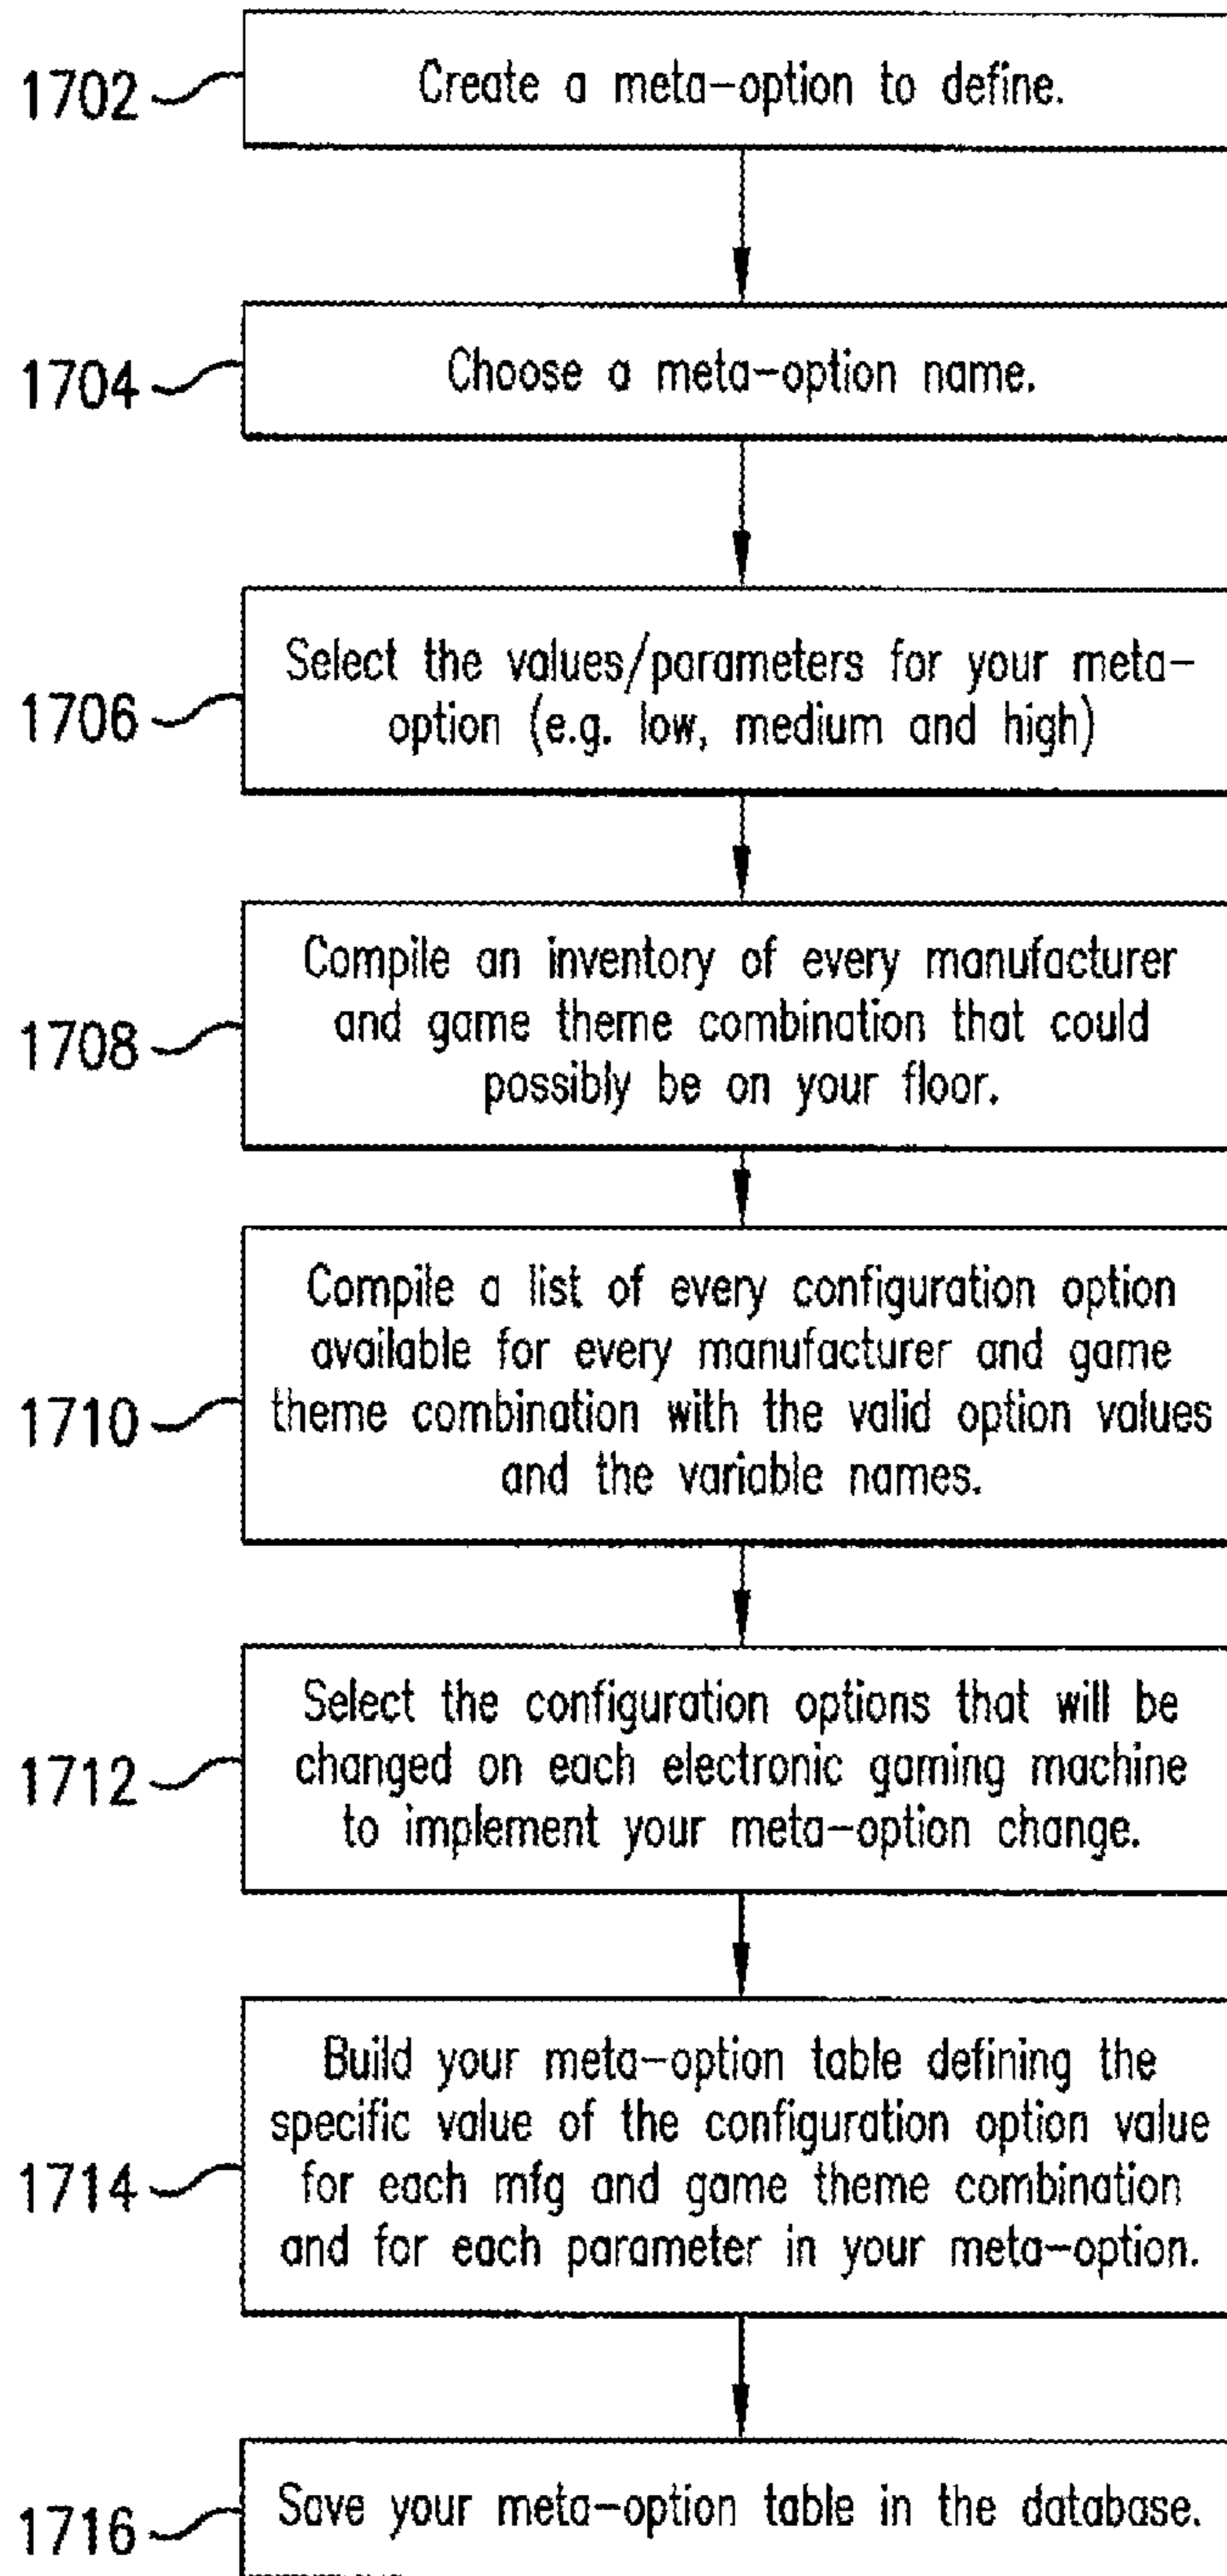 1702
Create a meta-option to define.
1704
Choose a meta-option name.
1706
Select the values/parameters for your meta-
option (e.g. low, medium and high)
1708
Compile an inventory of every manufacturer
and game theme combination that could
possibly be on your floor.
1710
Compile a list of every configuration option
available for every manufacturer and game
theme combination with the valid option values
and the variable names.
1712
Select the configuration options that will be
changed on each electronic gaming machine
to implement your meta-option change.
1714
Build your meta-option table defining the
specific value of the configuration option value
for each mfg and game theme combination
and for each parameter in your meta-option.
1716
Save your meta-option table in the database.